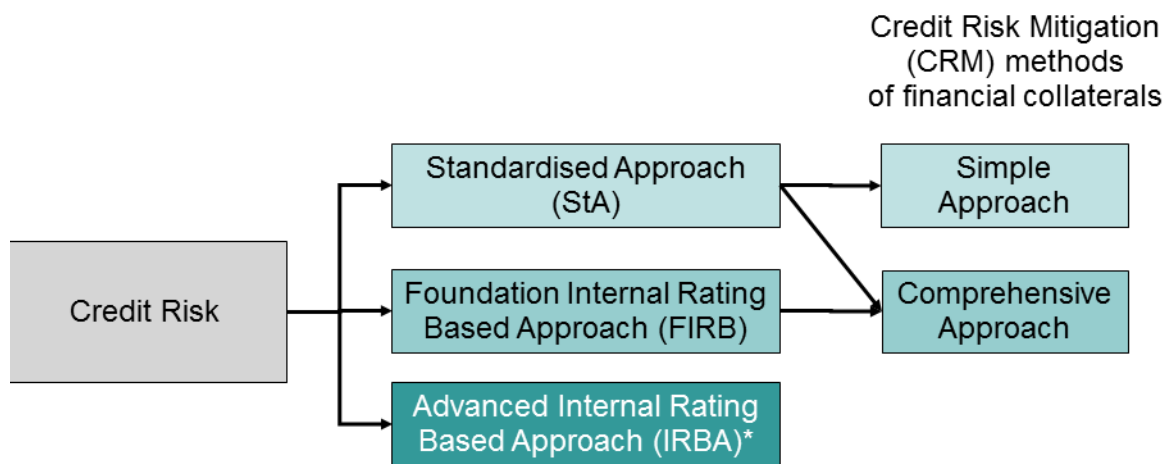 Credit Risk Mitigation
(CRM) methods
of financial collaterals
Standardised Approach
(StA)
Simple
Approach
Credit Risk
Foundation Internal Rating
Based Approach (FIRB)
Comprehensive
Approach
Advanced Internal Rating
Based Approach (IRBA)*